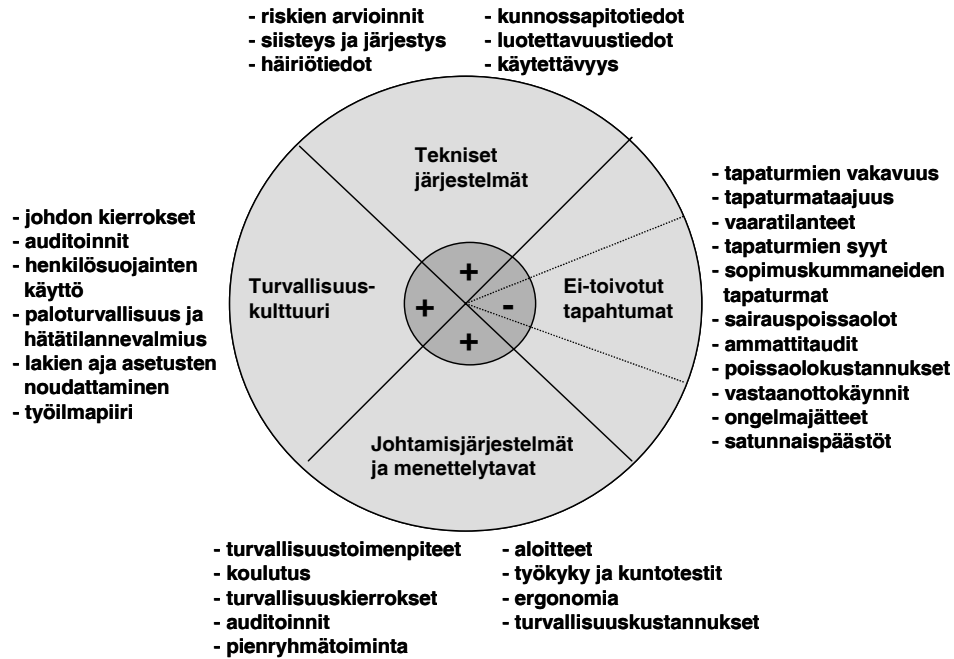 - riskien arvioinnit
- siisteys ja järjestys
- häiriötiedot
- kunnossapitotiedot
- luotettavuustiedot
- käytettävyys
Tekniset
järjestelmät
- johdon kierrokset
- auditoinnit
- henkilösuojainten
käyttö
- paloturvallisuus ja
hätätilannevalmius
- lakien aja asetusten
noudattaminen
- työilmapiiri
Turvallisuus-
kulttuuri
+
+
-
+
Ei-toivotut
tapahtumat
- tapaturmien vakavuus
- tapaturmataajuus
- vaaratilanteet
- tapaturmien syyt
- sopimuskummaneiden
tapaturmat
- sairauspoissaolot
- ammattitaudit
- poissaolokustannukset
- vastaanottokäynnit
- ongelmajätteet
- satunnaispäästöt
Johtamisjärjestelmät
ja menettelytavat
- turvallisuustoimenpiteet
- koulutus
- turvallisuuskierrokset
- auditoinnit
- pienryhmätoiminta
- aloitteet
- työkyky ja kuntotestit
- ergonomia
- turvallisuuskustannukset